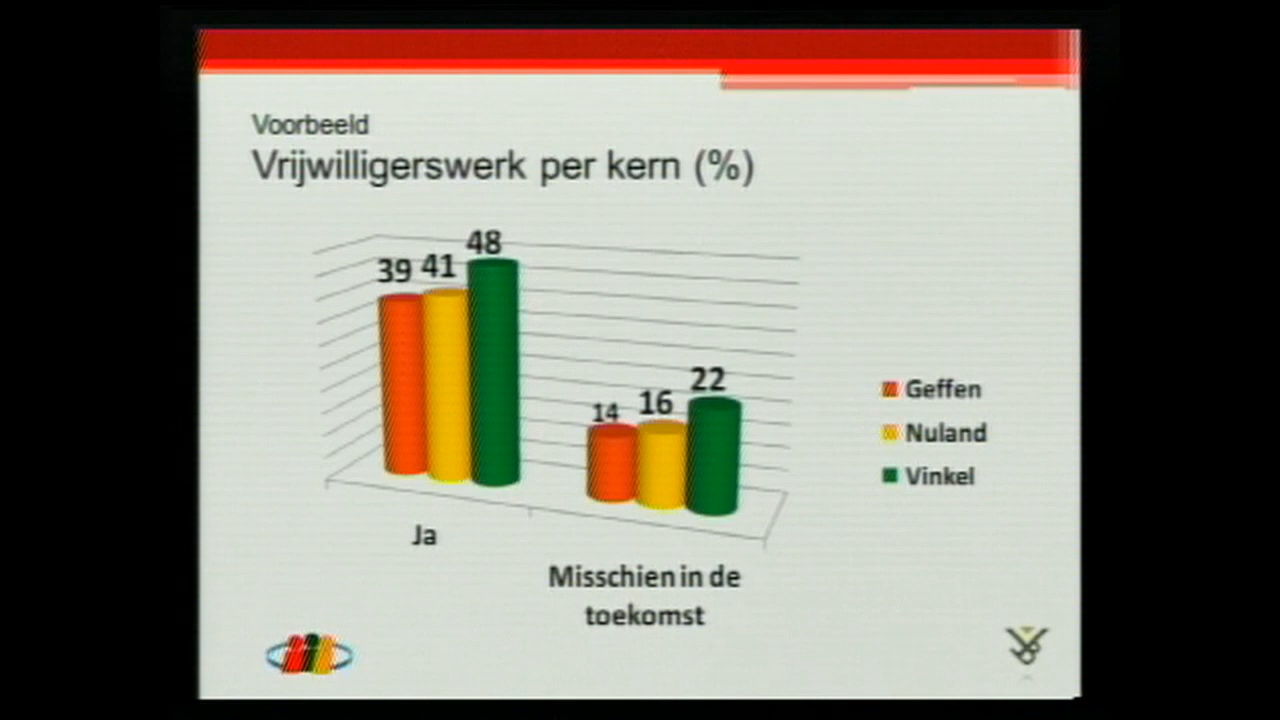 Voorbeeld
Vrijwilligerswerk per kern (%)
39 41 48
14 16 22
Geffen
Nuland
Vinkel
Ja
Misschien in de
toekomst